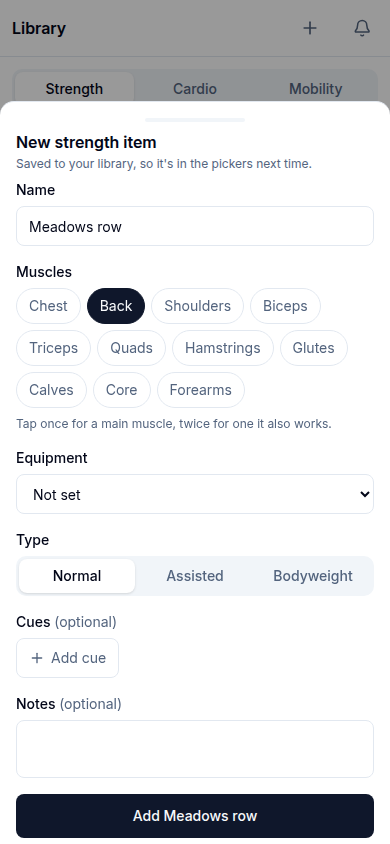 Library
Strength
Cardio
Mobility
New strength item
Saved to your library, so it's in the pickers next time.
Name
Meadows row
Muscles
Chest
Back
Shoulders
Biceps
Triceps
Quads
Hamstrings
Glutes
Calves
Core
Forearms
Tap once for a main muscle, twice for one it also works.
Equipment
Not set
Type
Normal
Assisted
Bodyweight
Cues (optional)
+ Add cue
Notes (optional)
Add Meadows row